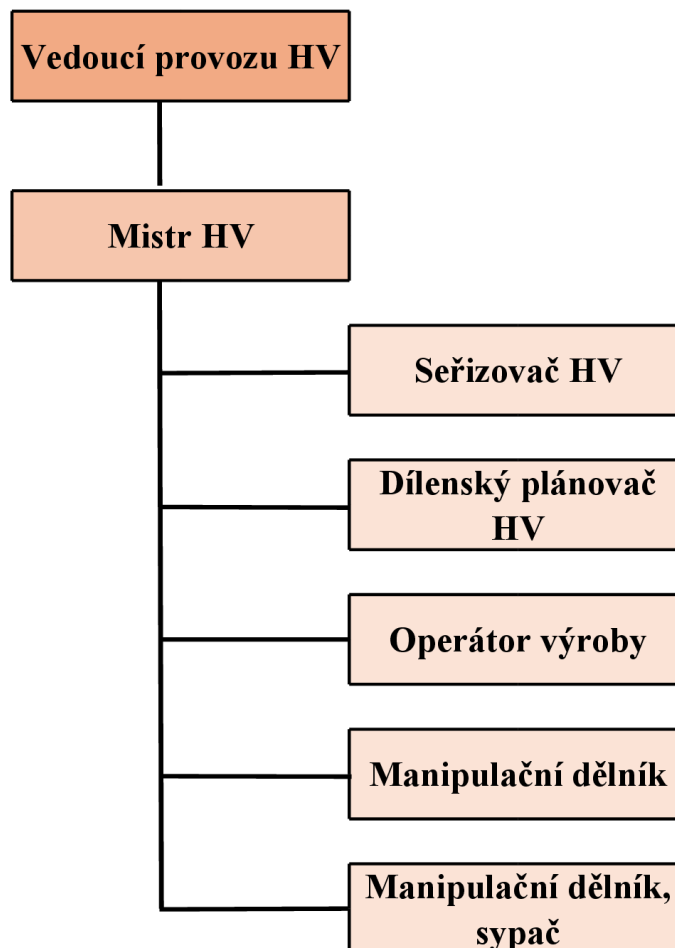 Vedoucí provozu HV
Mistr HV
Seřizovač HV
Dílenský plánovač
HV
Operátor výroby
Manipulační dělník
Manipulační dělník,
sypač